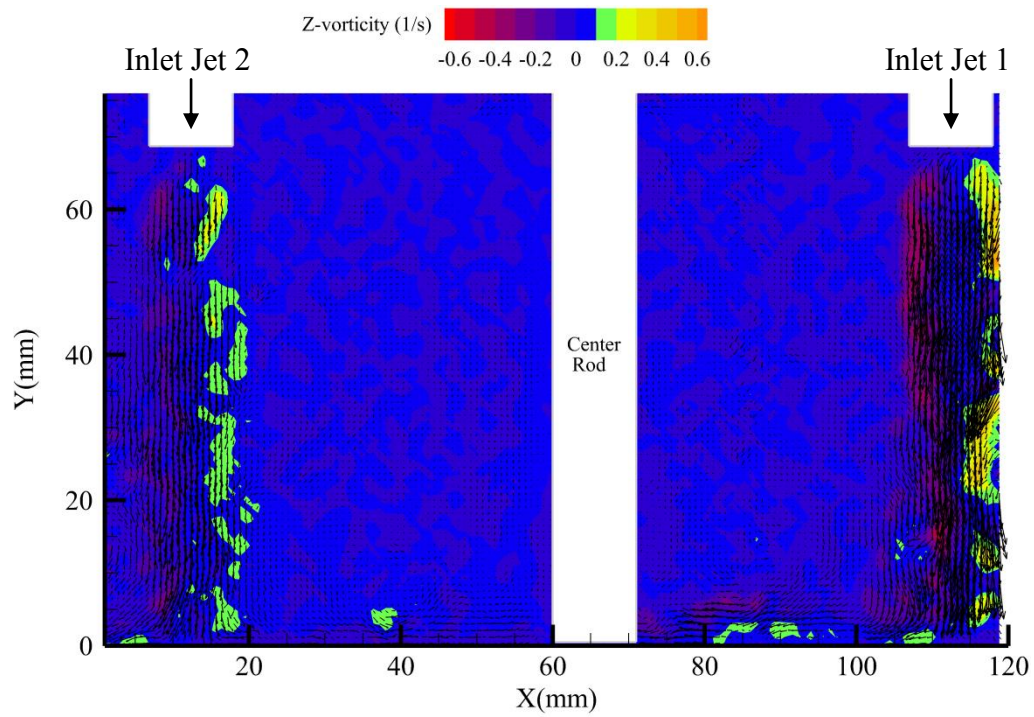 Z-vorticity (1/s)
-0.6 -0.4 -0.2 0 0.2 0.4 0.6
Inlet Jet 2
Inlet Jet 1
60
40
20
0
Y(mm)
Center
Rod
20 40 60 80 100 120
X(mm)